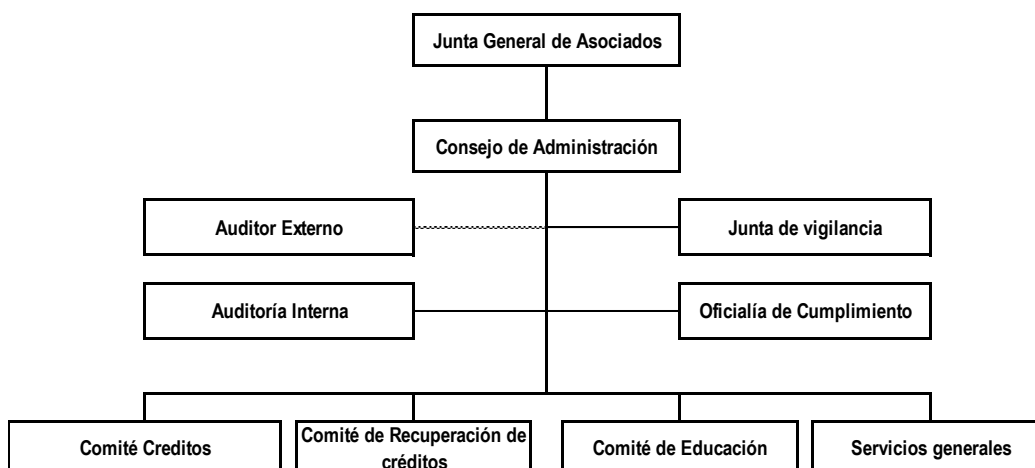 Junta General de Asociados
Consejo de Administración
Auditor Externo
Junta de vigilancia
Auditoría Interna
Oficialía de Cumplimiento
Comité Creditos
Comité de Recuperación de
créditos
Comité de Educación
Servicios generales